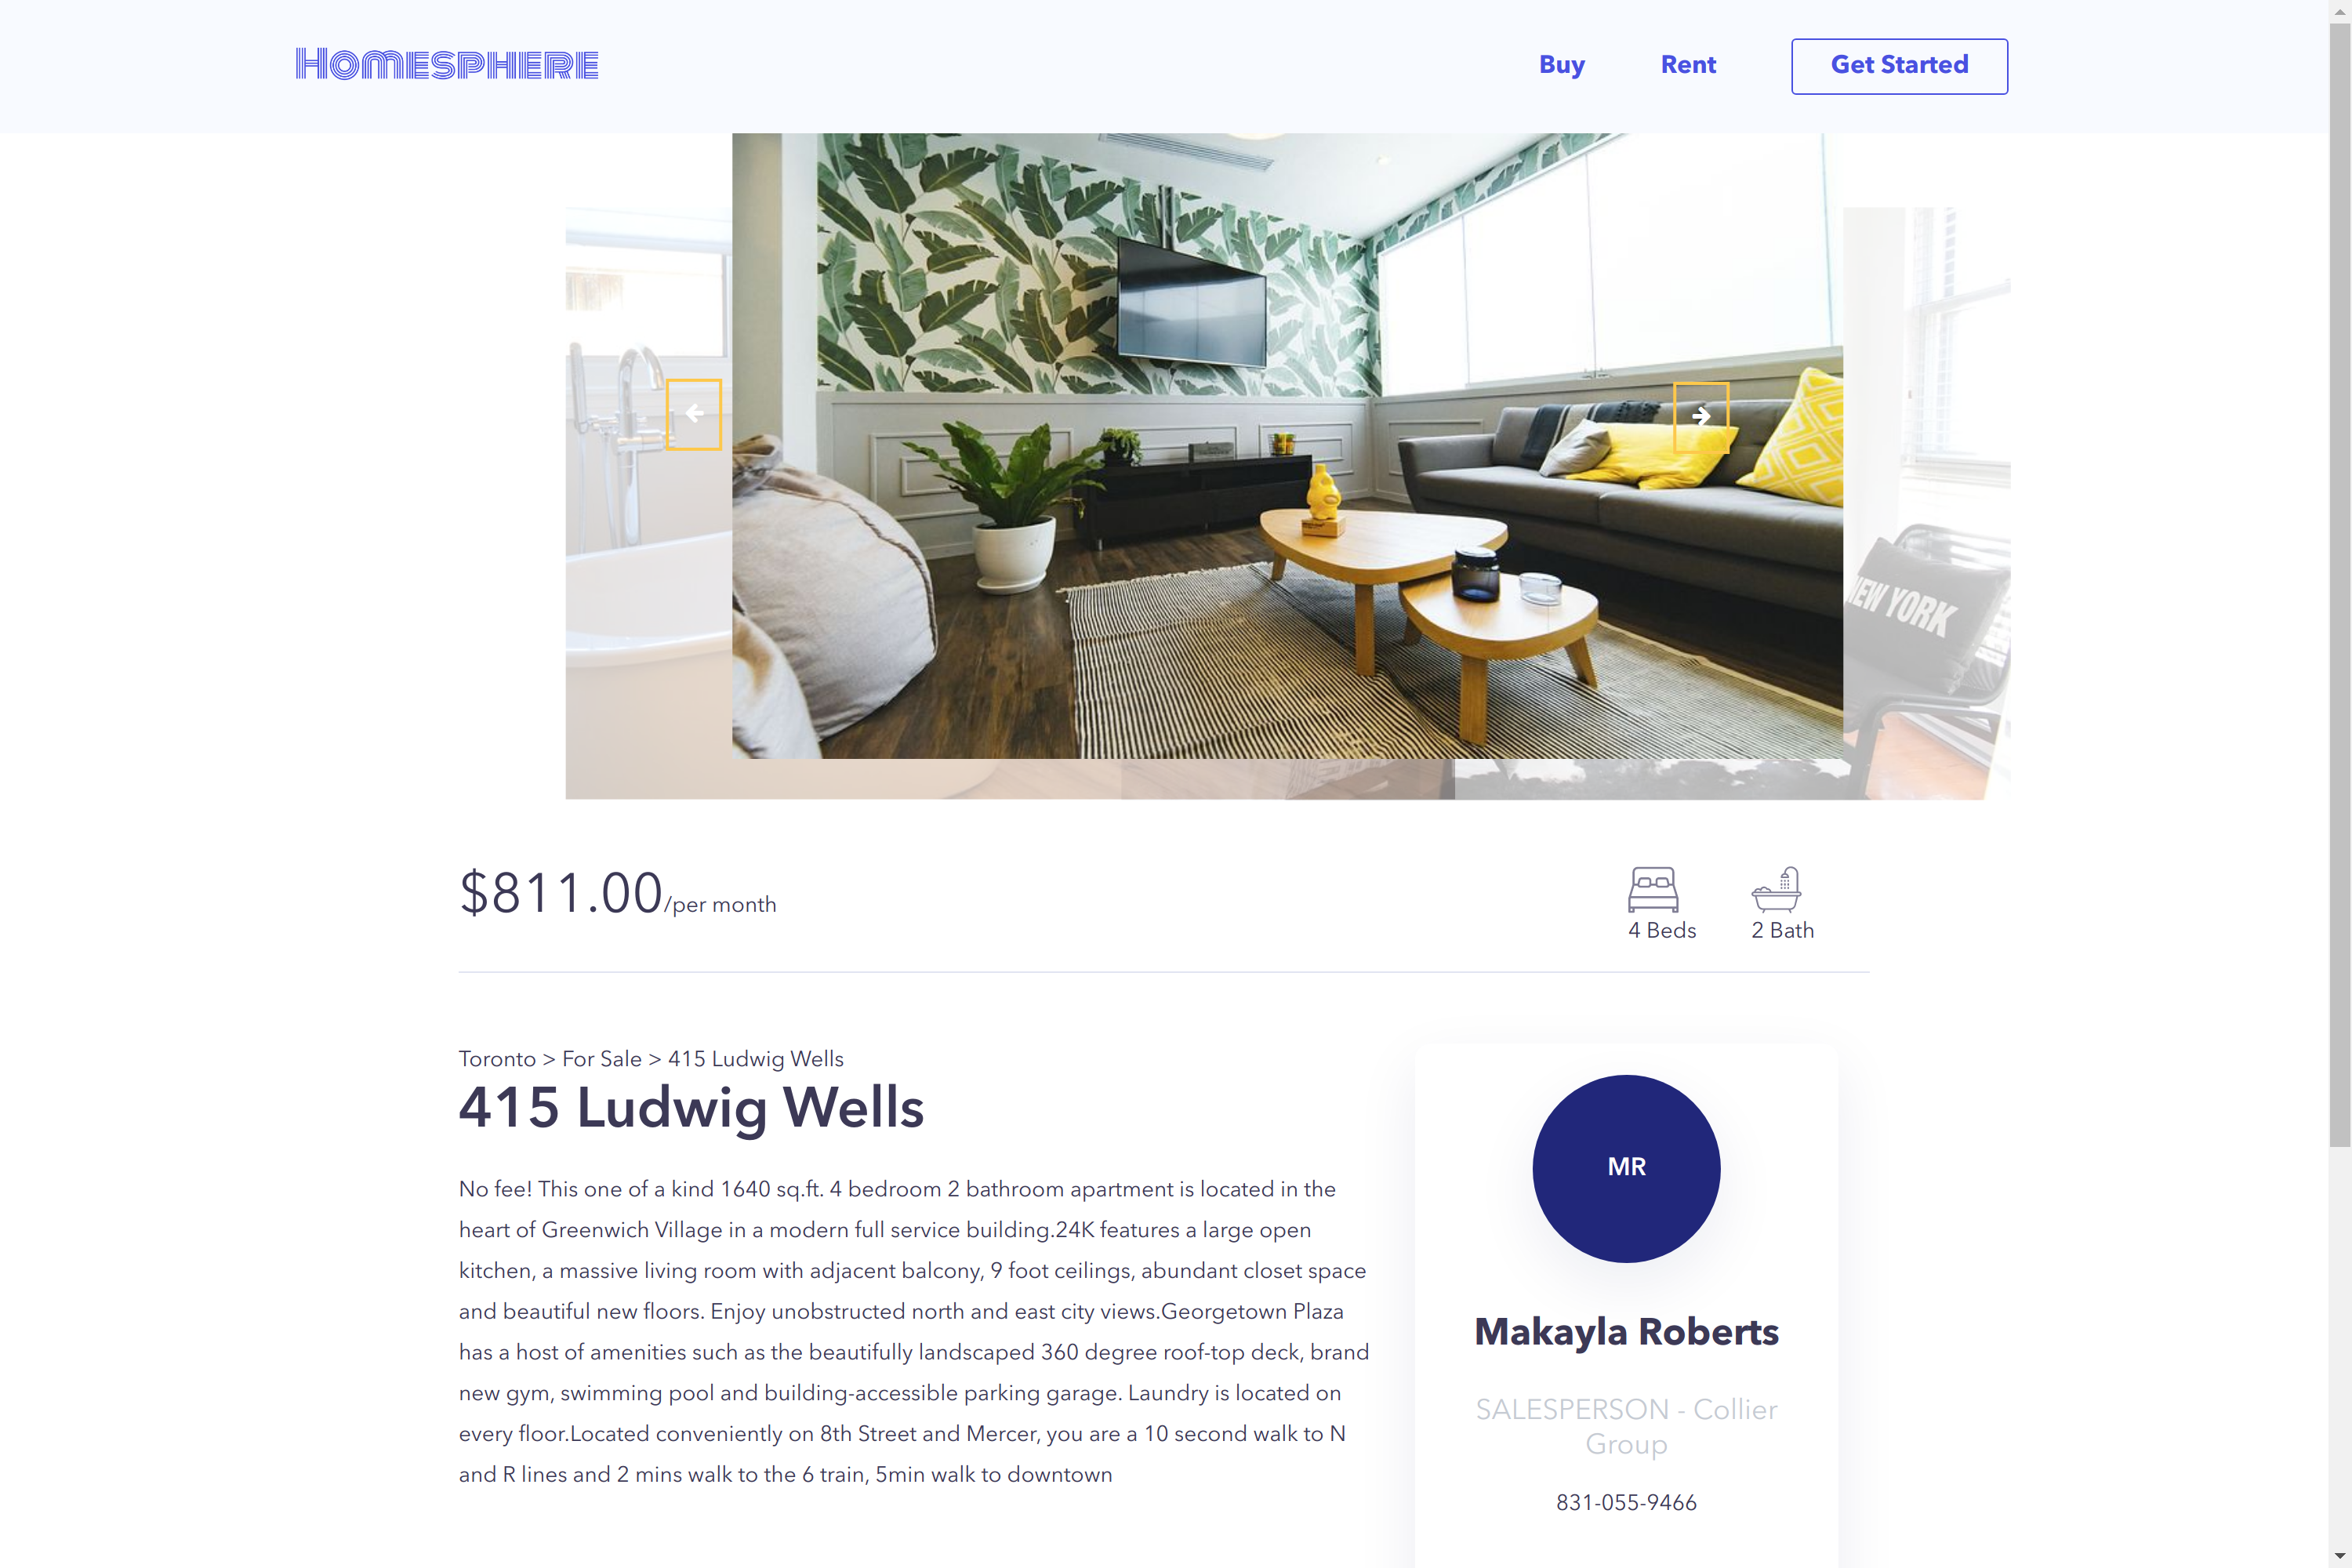 Homesphere
Buy
Rent
Get Started
NEW YORK
$811.00/per month
4 Beds
2 Bath
Toronto > For Sale > 415 Ludwig Wells
415 Ludwig Wells
No fee! This one of a kind 1640 sq.ft. 4 bedroom 2 bathroom apartment is located in the
heart of Greenwich Village in a modern full service building.24K features a large open
kitchen, a massive living room with adjacent balcony, 9 foot ceilings, abundant closet space
and beautiful new floors. Enjoy unobstructed north and east city views.Georgetown Plaza
has a host of amenities such as the beautifully landscaped 360 degree roof-top deck, brand
new gym, swimming pool and building-accessible parking garage. Laundry is located on
every floor.Located conveniently on 8th Street and Mercer, you are a 10 second walk to N
and R lines and 2 mins walk to the 6 train, 5min walk to downtown
MR
Makayla Roberts
SALESPERSON - Collier
Group
831-055-9466